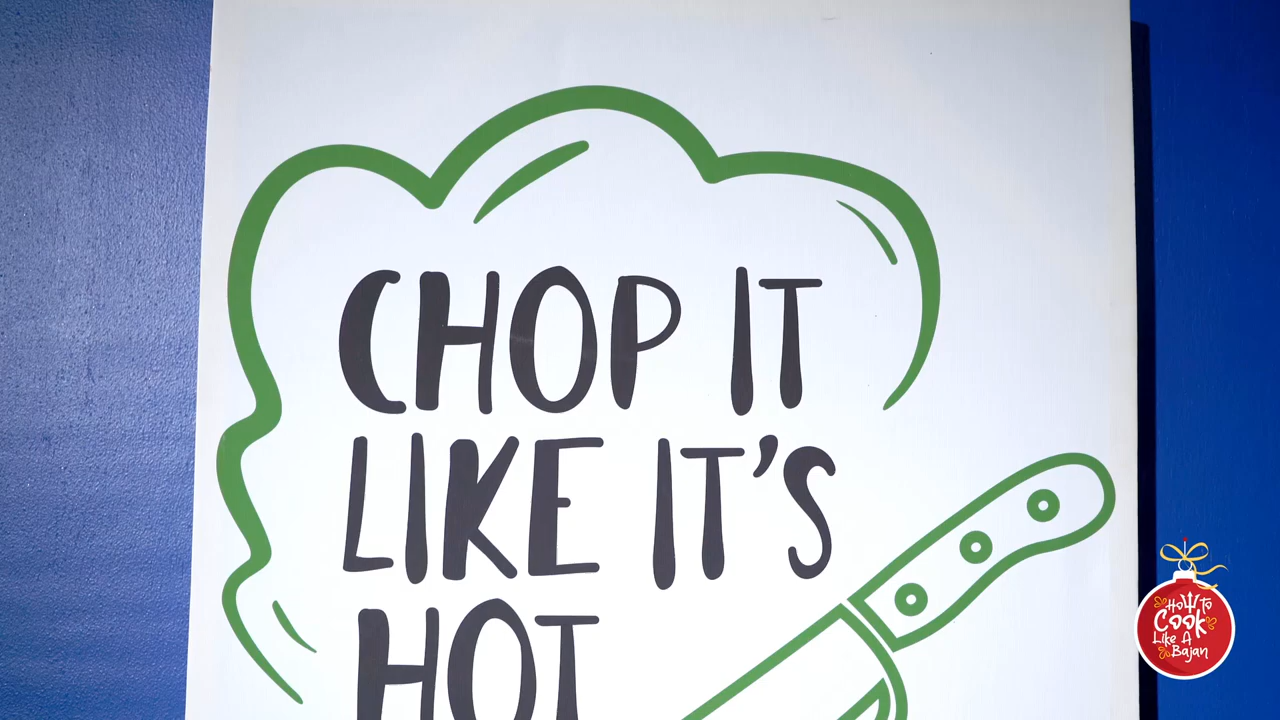 CHOP IT
LIKE IT'S
HOT
HOW TO
COOK
LIKE A
BAJAN